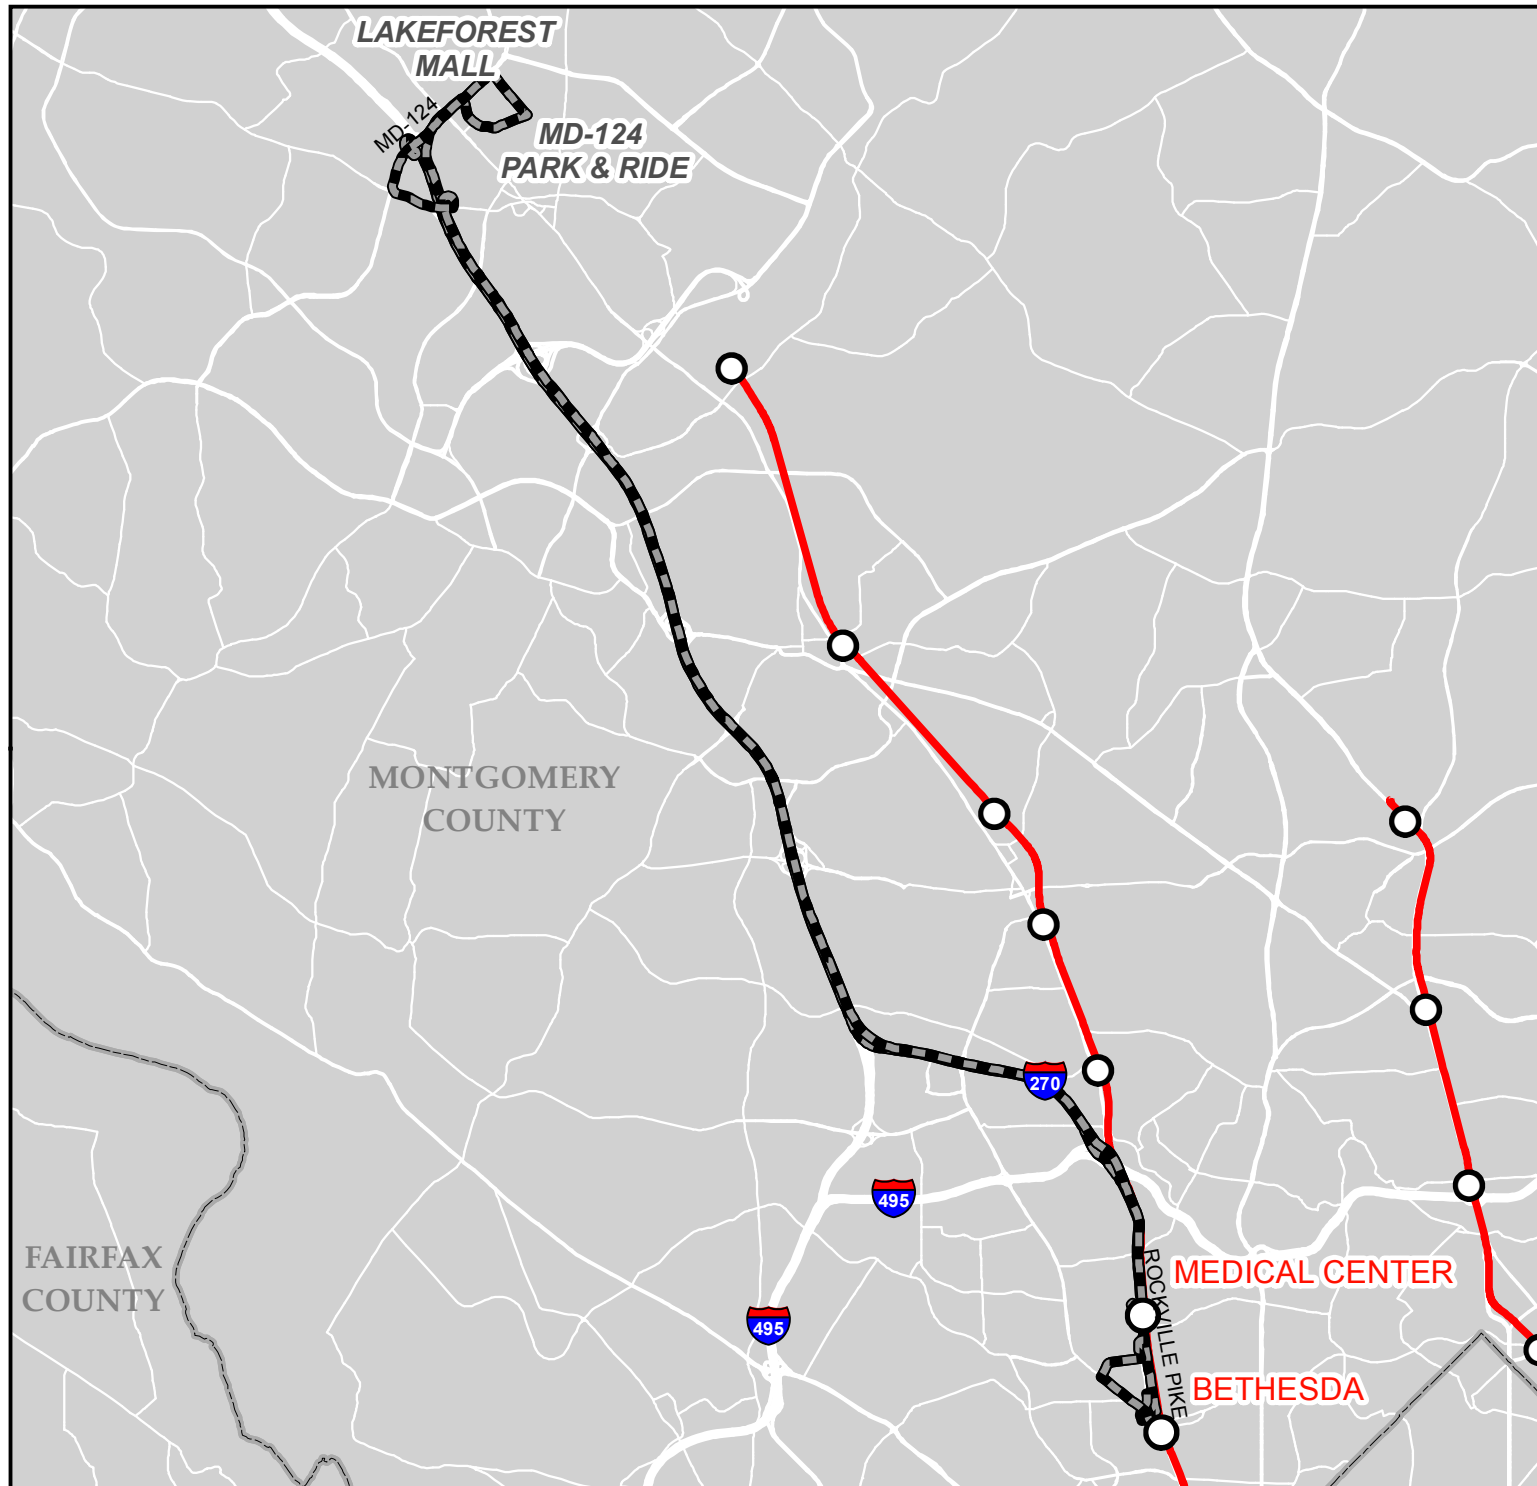 LAKEFOREST
MALL
MD-124
MD-124
PARK & RIDE
MONTGOMERY
COUNTY
270
495
FAIRFAX
COUNTY
ROCKVILLE PIKE
MEDICAL CENTER
495
BETHESDA